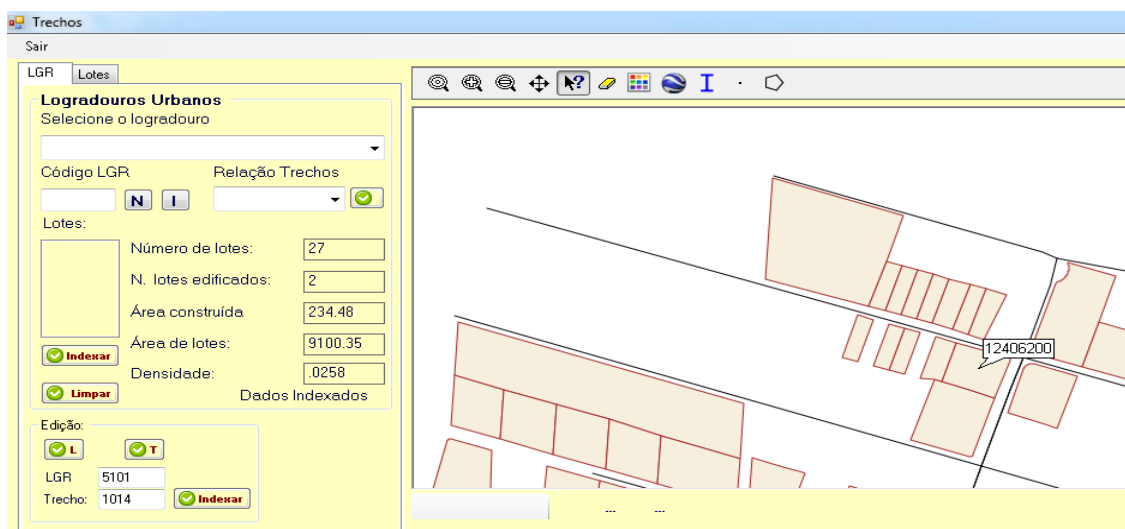 Trechos
Sair
LGR Lotes
Logradouros Urbanos
Selecione o logradouro
Código LGR Relação Trechos
N I
Lotes:
Número de lotes: 27
N. lotes edificados: 2
Área construída 234.48
Área de lotes: 9100.35
Indexar
Densidade: .0258
Limpar Dados Indexados
Edição:
L T
LGR 5101
Trecho: 1014 Indexar
12406200
--- ---